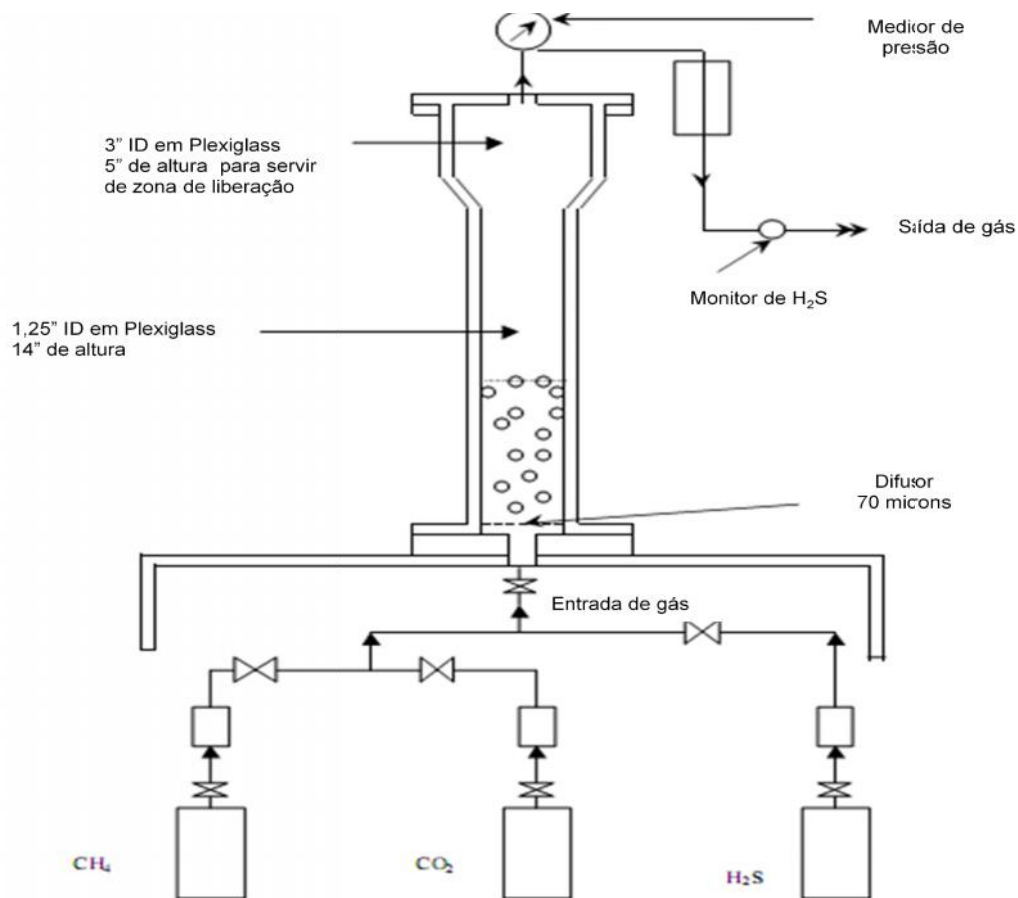 Medidor de
pressão
3” ID em Plexiglass
5” de altura para servir
de zona de liberação
Saída de gás
Monitor de H₂S
1,25” ID em Plexiglass
14” de altura
Difusor
70 micons
Entrada de gás
CH₄
CO₂
H₂S